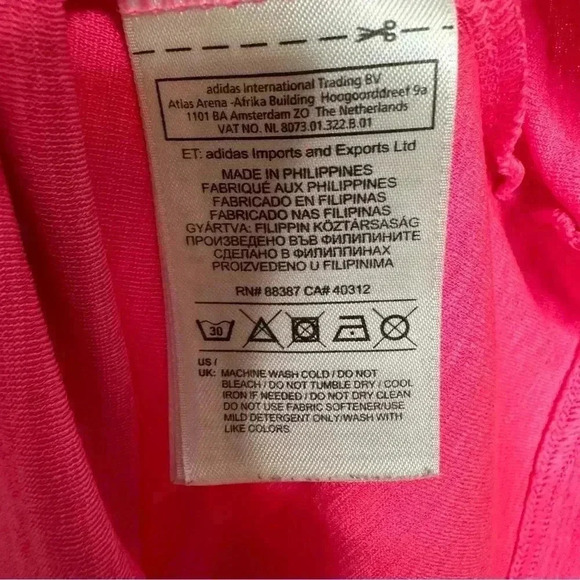 adidas International Trading BV
Atlas Arena -Afrika Building Hoogoorddreef 9a
1101 BA Amsterdam ZO The Netherlands
VAT NO. NL 8073.01.322.B.01
ET: adidas Imports and Exports Ltd
MADE IN PHILIPPINES
FABRIQUÉ AUX PHILIPPINES
FABRICADO EN FILIPINAS
FABRICADO NAS FILIPINAS
GYÁRTVA: FILIPPIN KÖZTÁRSASÁG
ПРОИЗВЕДЕНО ВЪВ ФИЛИПИНИТЕ
СДЕЛАНО В ФИЛИППИНАХ
PROIZVEDENO U FILIPINIMA
RN# 88387 CA# 40312
30
US /
UK: MACHINE WASH COLD / DO NOT
BLEACH / DO NOT TUMBLE DRY / COOL
IRON IF NEEDED / DO NOT DRY CLEAN
DO NOT USE FABRIC SOFTENER/USE
MILD DETERGENT ONLY/WASH WITH
LIKE COLORS.